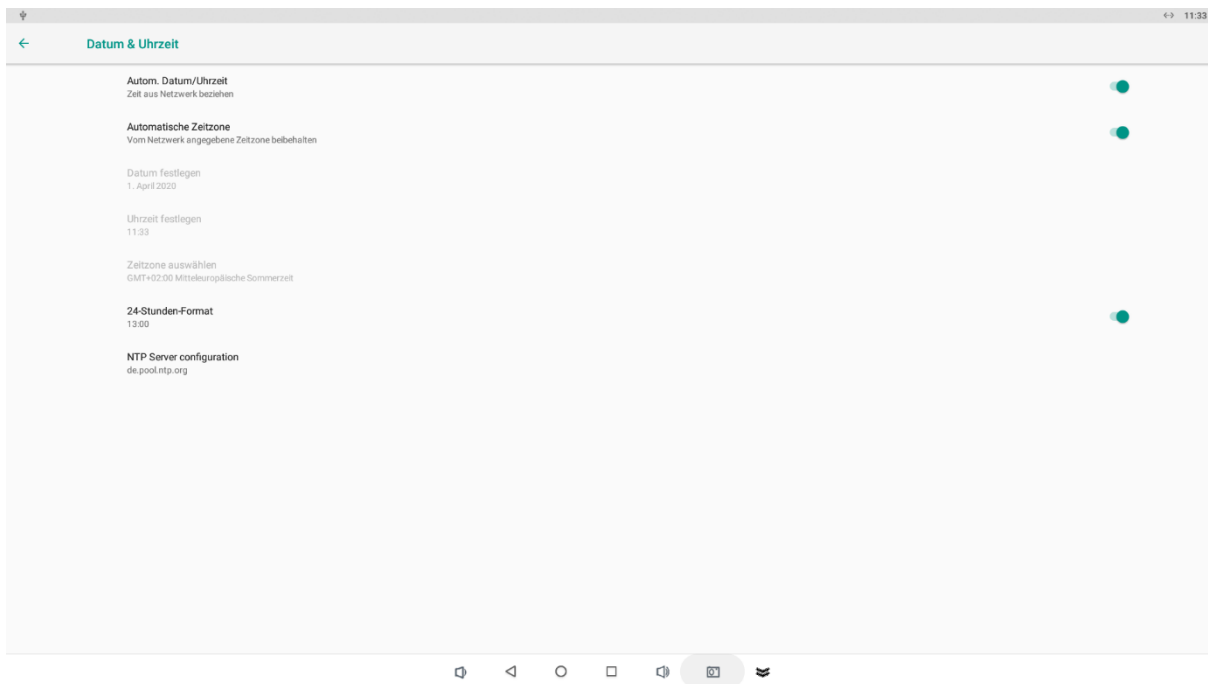 11:33
Datum & Uhrzeit
Autom. Datum/Uhrzeit
Zeit aus Netzwerk beziehen
Automatische Zeitzone
Vom Netzwerk angegebene Zeitzone beibehalten
Datum festlegen
1. April 2020
Uhrzeit festlegen
11:33
Zeitzone auswählen
GMT+02:00 Mitteleuropäische Sommerzeit
24-Stunden-Format
13:00
NTP Server configuration
de.pool.ntp.org